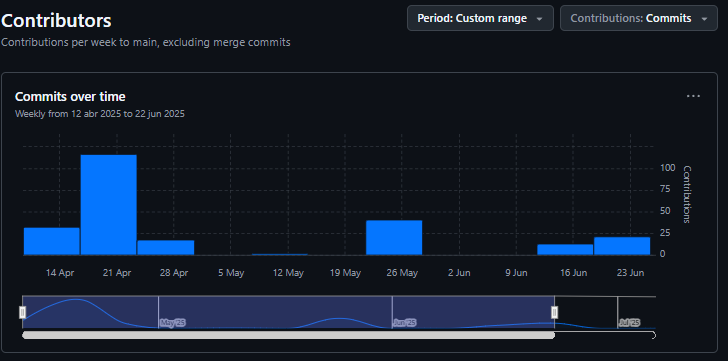 Contributors
Period: Custom range
Contributions: Commits
Contributions per week to main, excluding merge commits
Commits over time
Weekly from 12 abr 2025 to 22 jun 2025
100
75
50
25
0
Contributions
14 Apr 21 Apr 28 Apr 5 May 12 May 19 May 26 May 2 Jun 9 Jun 16 Jun 23 Jun
May '25 Jun '25 Jul '25